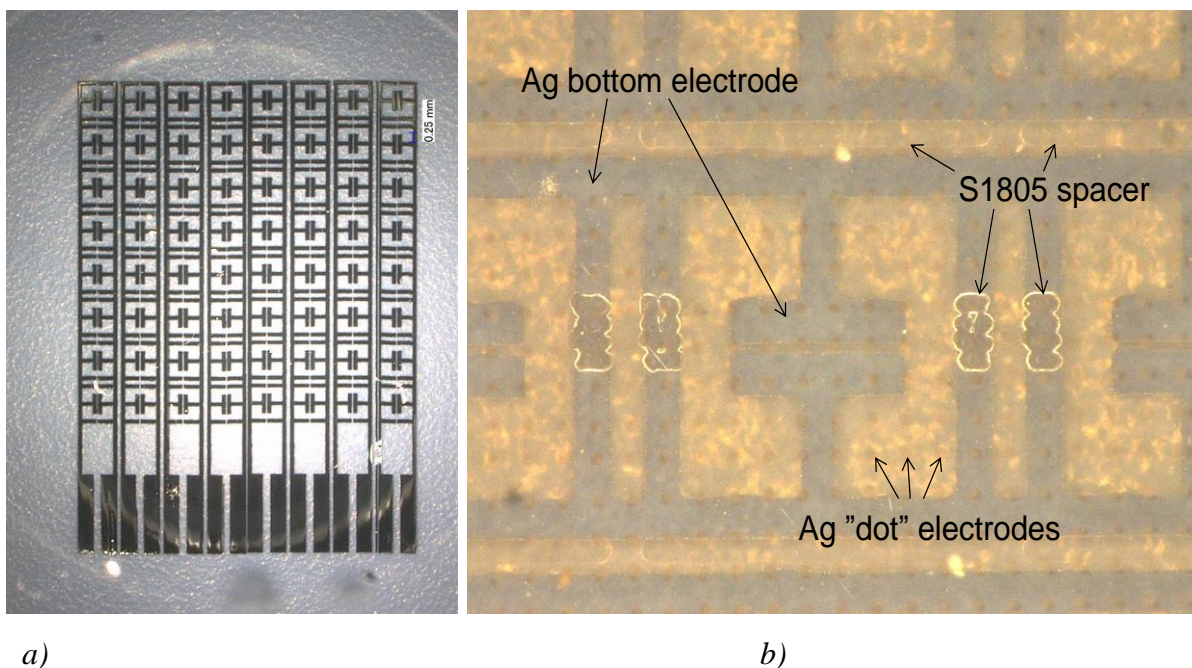 0.25 mm
Ag bottom electrode
S1805 spacer
Ag ”dot” electrodes
a)
b)